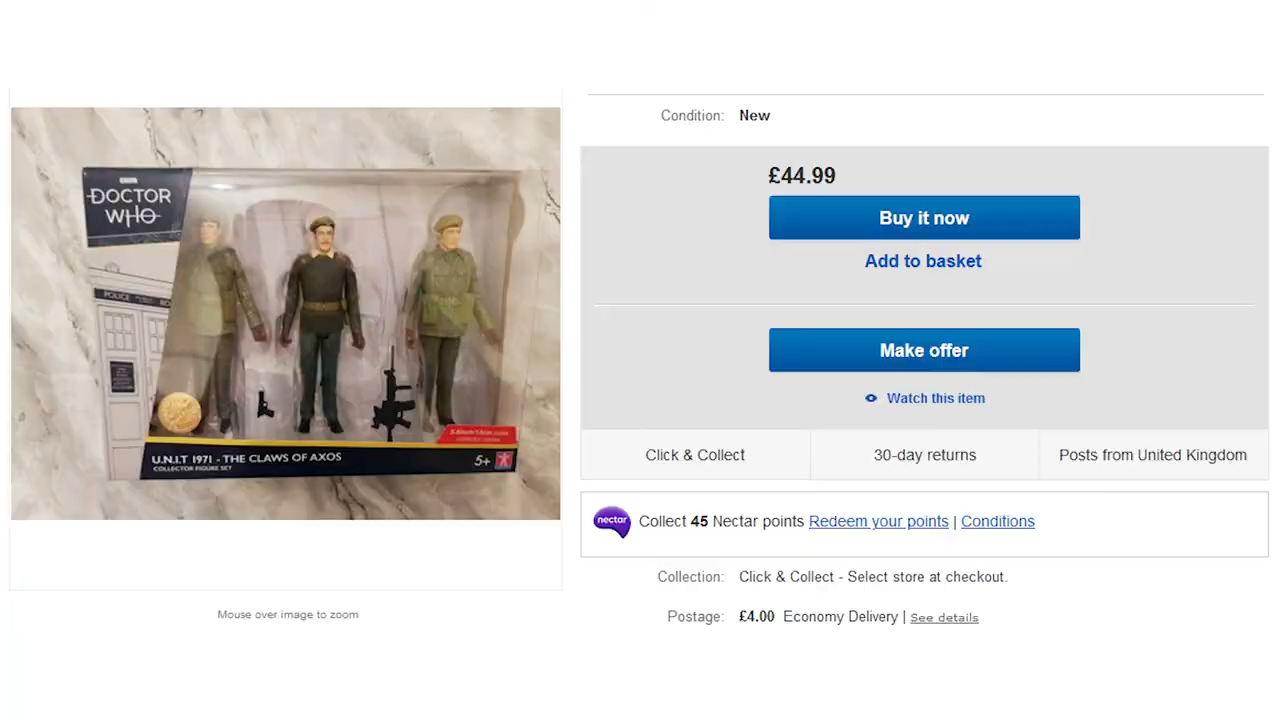 Condition: New
£44.99
Buy it now
Add to basket
Make offer
Watch this item
Click & Collect
30-day returns
Posts from United Kingdom
nectar
Collect 45 Nectar points Redeem your points | Conditions
Collection: Click & Collect - Select store at checkout.
Postage: £4.00 Economy Delivery | See details
DOCTOR
WHO
POLICE
U.N.I.T 1971 - THE CLAWS OF AXOS
COLLECTOR FIGURE SET
5+
Mouse over image to zoom